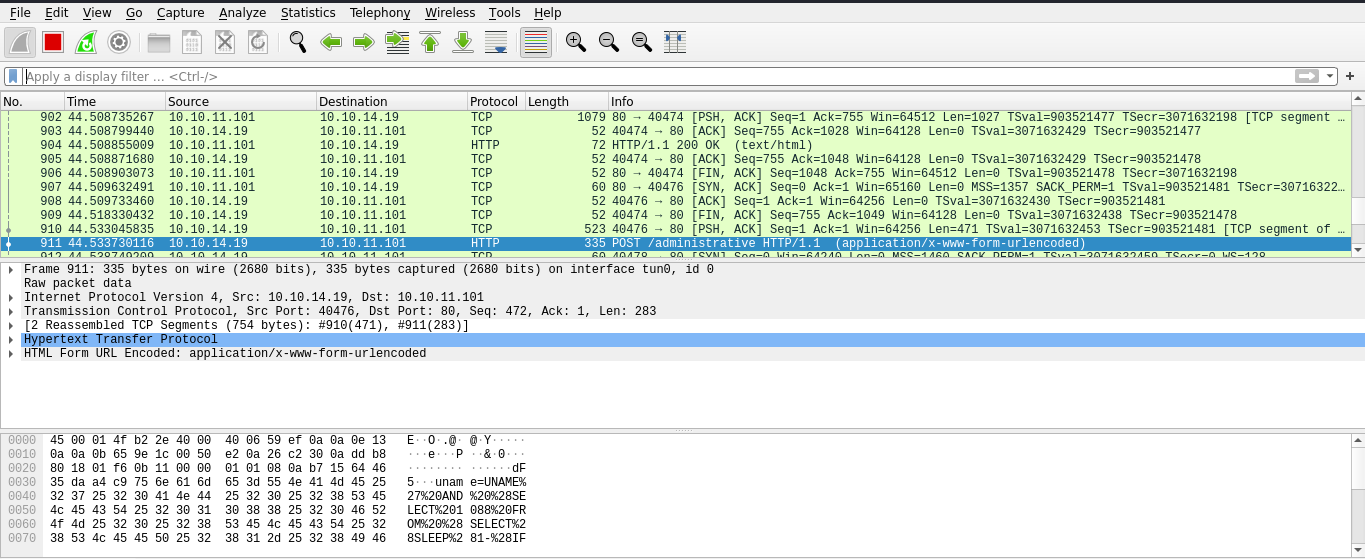 File Edit View Go Capture Analyze Statistics Telephony Wireless Tools Help
Apply a display filter ... <Ctrl-/>
No. Time Source Destination Protocol Length Info
902 44.508735267 10.10.11.101 10.10.14.19 TCP 1079 80 → 40474 [PSH, ACK] Seq=1 Ack=755 Win=64512 Len=1027 TSval=903521477 TSecr=3071632198 [TCP segment …
903 44.508799440 10.10.14.19 10.10.11.101 TCP 52 40474 → 80 [ACK] Seq=755 Ack=1028 Win=64128 Len=0 TSval=3071632429 TSecr=903521477
904 44.508855009 10.10.11.101 10.10.14.19 HTTP 72 HTTP/1.1 200 OK (text/html)
905 44.508871680 10.10.14.19 10.10.11.101 TCP 52 40474 → 80 [ACK] Seq=755 Ack=1048 Win=64128 Len=0 TSval=3071632429 TSecr=903521478
906 44.508903073 10.10.11.101 10.10.14.19 TCP 52 80 → 40474 [FIN, ACK] Seq=1048 Ack=755 Win=64512 Len=0 TSval=903521478 TSecr=3071632198
907 44.509632491 10.10.11.101 10.10.14.19 TCP 60 80 → 40476 [SYN, ACK] Seq=0 Ack=1 Win=65160 Len=0 MSS=1357 SACK_PERM=1 TSval=903521481 TSecr=30716322…
908 44.509733460 10.10.14.19 10.10.11.101 TCP 52 40476 → 80 [ACK] Seq=1 Ack=1 Win=64256 Len=0 TSval=3071632430 TSecr=903521481
909 44.518330432 10.10.14.19 10.10.11.101 TCP 52 40474 → 80 [FIN, ACK] Seq=755 Ack=1049 Win=64128 Len=0 TSval=3071632438 TSecr=903521478
910 44.533045835 10.10.14.19 10.10.11.101 TCP 523 40476 → 80 [PSH, ACK] Seq=1 Ack=1 Win=64256 Len=471 TSval=3071632453 TSecr=903521481 [TCP segment of …
911 44.533730116 10.10.14.19 10.10.11.101 HTTP 335 POST /administrative HTTP/1.1 (application/x-www-form-urlencoded)
912 44.538749209 10.10.14.19 10.10.11.101 TCP 60 40478 → 80 [SYN] Seq=0 Win=64240 Len=0 MSS=1460 SACK_PERM=1 TSval=3071632459 TSecr=0 WS=128
Frame 911: 335 bytes on wire (2680 bits), 335 bytes captured (2680 bits) on interface tun0, id 0
Raw packet data
Internet Protocol Version 4, Src: 10.10.14.19, Dst: 10.10.11.101
Transmission Control Protocol, Src Port: 40476, Dst Port: 80, Seq: 472, Ack: 1, Len: 283
[2 Reassembled TCP Segments (754 bytes): #910(471), #911(283)]
Hypertext Transfer Protocol
HTML Form URL Encoded: application/x-www-form-urlencoded
0000 45 00 01 4f b2 2e 40 00 40 06 59 ef 0a 0a 0e 13 E··O·.@· @·Y·····
0010 0a 0a 0b 65 9e 1c 00 50 e2 0a 26 c2 30 0a dd b8 ···e···P ··&·0···
0020 80 18 01 f6 0b 11 00 00 01 01 08 0a b7 15 64 46 ········ ······dF
0030 35 da a4 c9 75 6e 61 6d 65 3d 55 4e 41 4d 45 25 5···unam e=UNAME%
0040 32 37 25 32 30 41 4e 44 25 32 30 25 32 38 53 45 27%20AND %20%28SE
0050 4c 45 43 54 25 32 30 31 30 38 38 25 32 30 46 52 LECT%201 088%20FR
0060 4f 4d 25 32 30 25 32 38 53 45 4c 45 43 54 25 32 OM%20%28 SELECT%2
0070 38 53 4c 45 45 50 25 32 38 31 2d 25 32 38 49 46 8SLEEP%2 81-%28IF